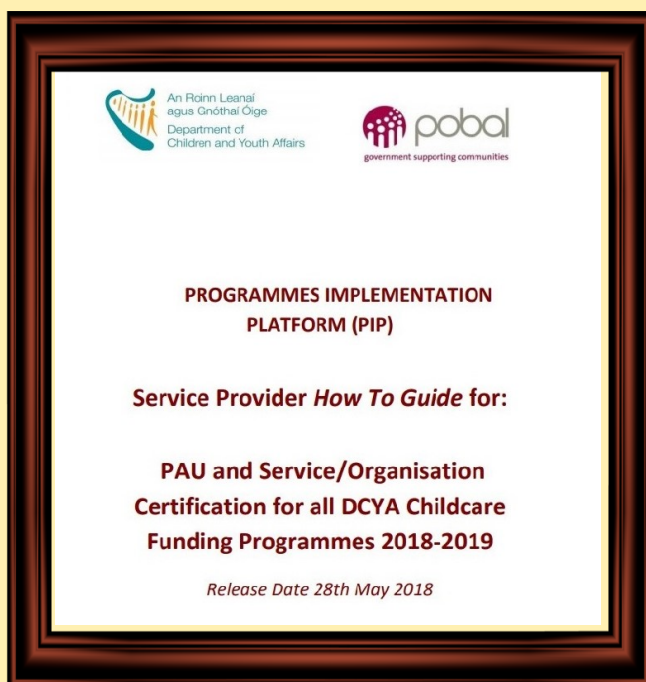 An Roinn Leanaí
agus Gnóthaí Óige
Department of
Children and Youth Affairs
pobal
government supporting communities
PROGRAMMES IMPLEMENTATION
PLATFORM (PIP)
Service Provider How To Guide for:
PAU and Service/Organisation
Certification for all DCYA Childcare
Funding Programmes 2018-2019
Release Date 28th May 2018